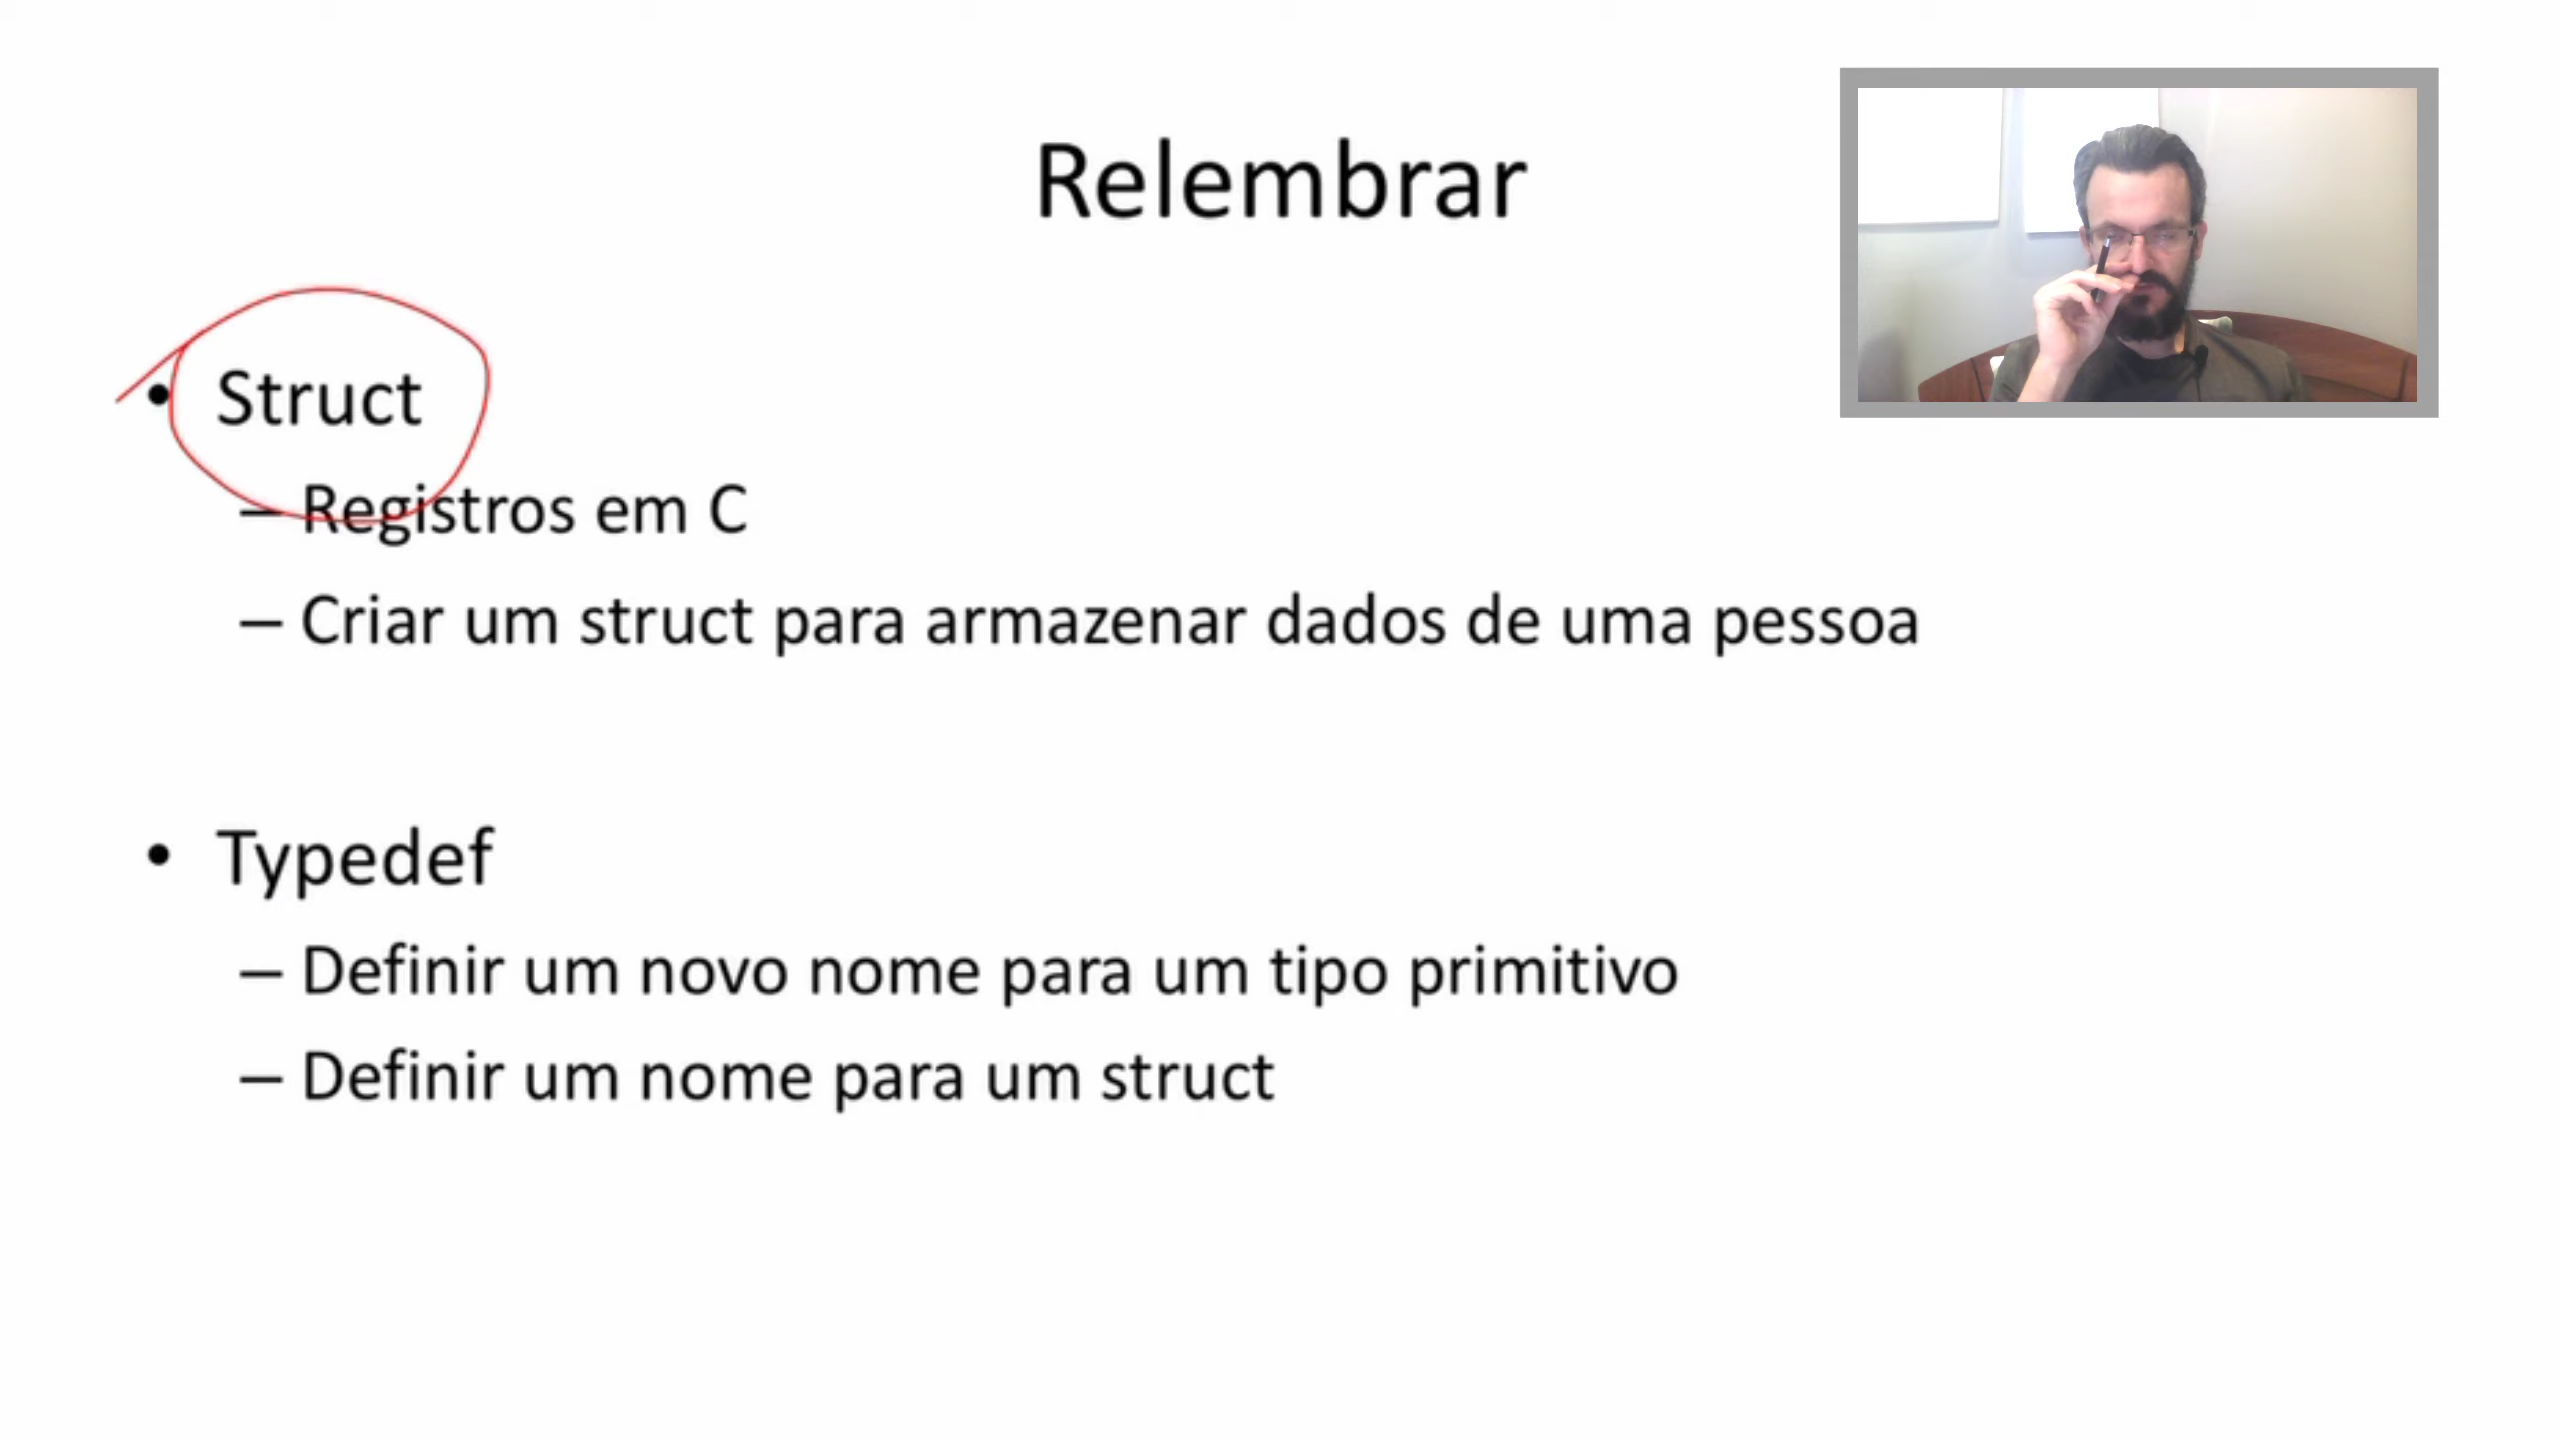 Relembrar
• Struct
– Registros em C
– Criar um struct para armazenar dados de uma pessoa
• Typedef
– Definir um novo nome para um tipo primitivo
– Definir um nome para um struct